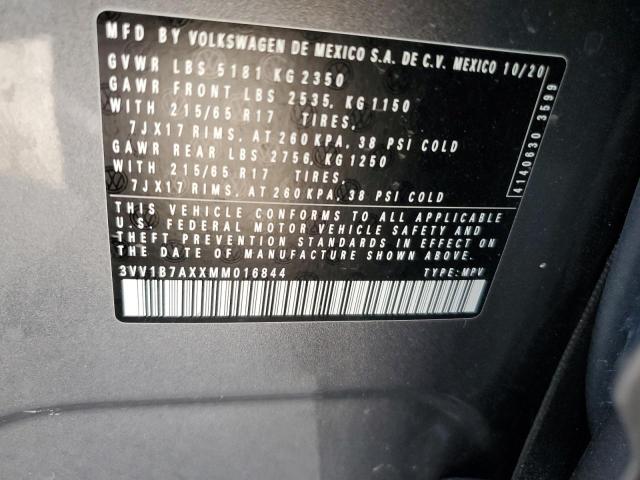 MFD BY VOLKSWAGEN DE MEXICO S.A. DE C.V. MEXICO 10/20
GVWR LBS 5181 KG 2350
GAWR FRONT LBS 2535, KG 1150
WITH 215/65 R17 TIRES,
7JX17 RIMS, AT 260 KPA, 38 PSI COLD
GAWR REAR LBS 2756, KG 1250
WITH 215/65 R17 TIRES,
7JX17 RIMS, AT 260 KPA, 38 PSI COLD
4140630 3599
THIS VEHICLE CONFORMS TO ALL APPLICABLE
U.S. FEDERAL MOTOR VEHICLE SAFETY AND
THEFT PREVENTION STANDARDS IN EFFECT ON
THE DATE OF MANUFACTURE SHOWN ABOVE.
3VV1B7AXXMM016844 TYPE: MPV